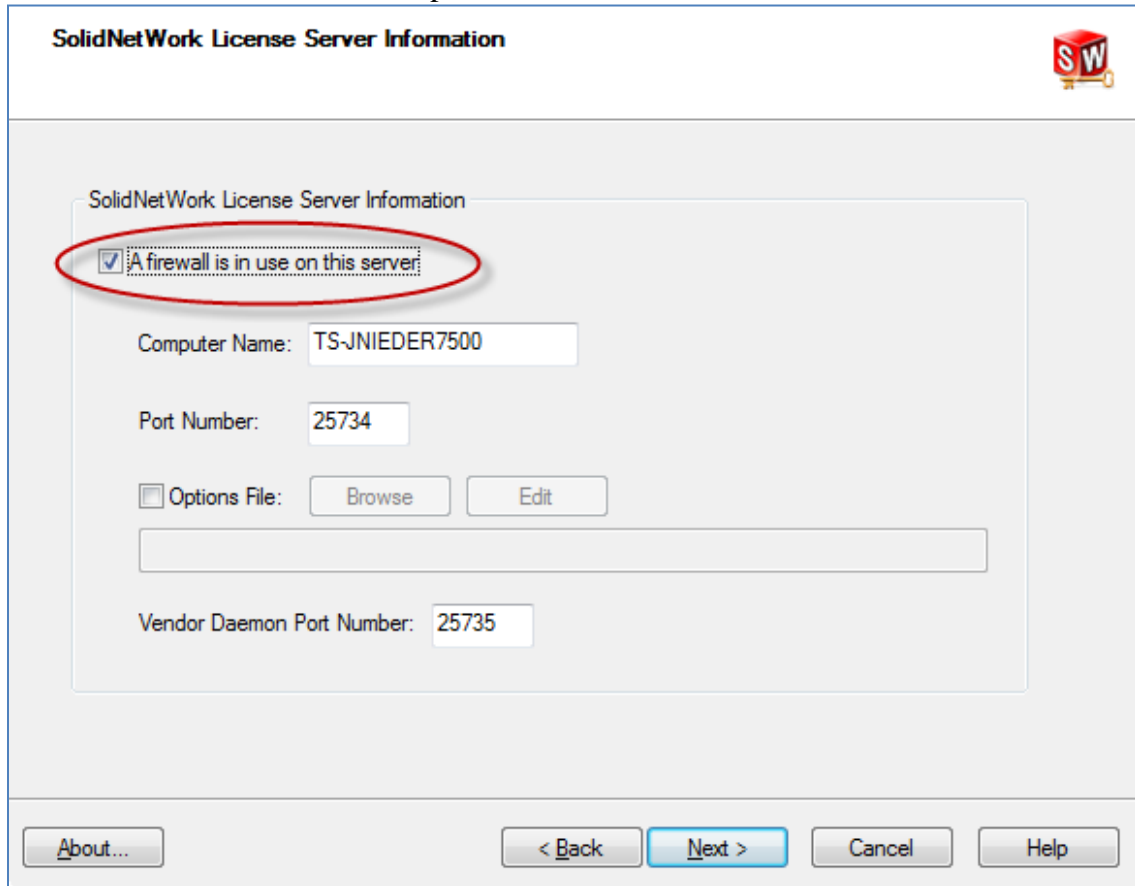 SolidNetWork License Server Information
SW
SolidNetWork License Server Information
A firewall is in use on this server
Computer Name: TS-JNIEDER7500
Port Number: 25734
Options File: Browse Edit
Vendor Daemon Port Number: 25735
About... < Back Next > Cancel Help